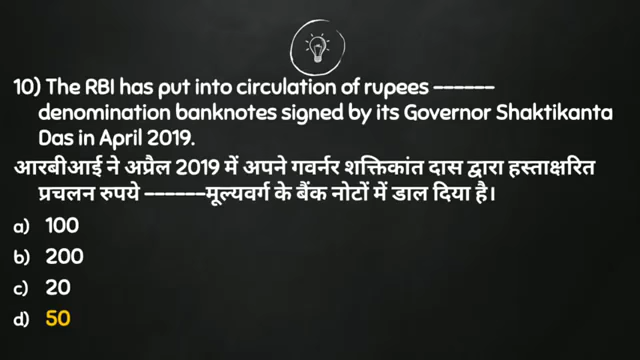 10) The RBI has put into circulation of rupees ------
denomination banknotes signed by its Governor Shaktikanta
Das in April 2019.
आरबीआई ने अप्रैल 2019 में अपने गवर्नर शक्तिकांत दास द्वारा हस्ताक्षरित
प्रचलन रुपये ------मूल्यवर्ग के बैंक नोटों में डाल दिया है।
a) 100
b) 200
c) 20
d) 50